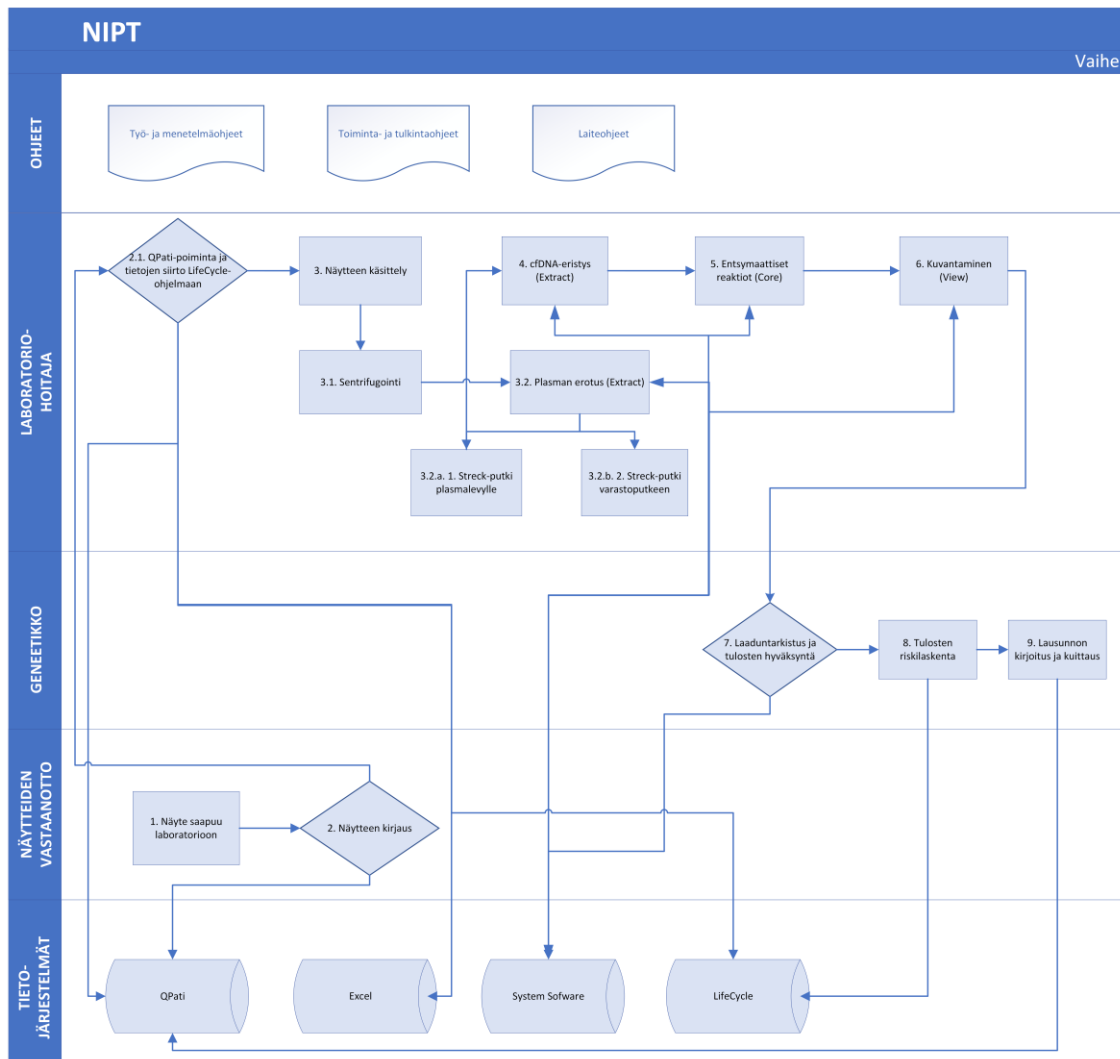 NIPT
Vaihe
OHJEET
Työ- ja menetelmäohjeet
Toiminta- ja tulkintaohjeet
Laiteohjeet
LABORATORIO-
HOITAJA
2.1. QPati-poiminta ja
tietojen siirto LifeCycle-
ohjelmaan
3. Näytteen käsittely
4. cfDNA-eristys
(Extract)
5. Entsymaattiset
reaktiot (Core)
6. Kuvantaminen
(View)
3.1. Sentrifugointi
3.2. Plasman erotus (Extract)
3.2.a. 1. Streck-putki
plasmalevylle
3.2.b. 2. Streck-putki
varastoputkeen
GENEETIKKO
7. Laaduntarkistus ja
tulosten hyväksyntä
8. Tulosten
riskilaskenta
9. Lausunnon
kirjoitus ja kuittaus
NÄYTTEIDEN
VASTAANOTTO
1. Näyte saapuu
laboratorioon
2. Näytteen kirjaus
TIETO-
JÄRJESTELMÄT
QPati
Excel
System Sofware
LifeCycle